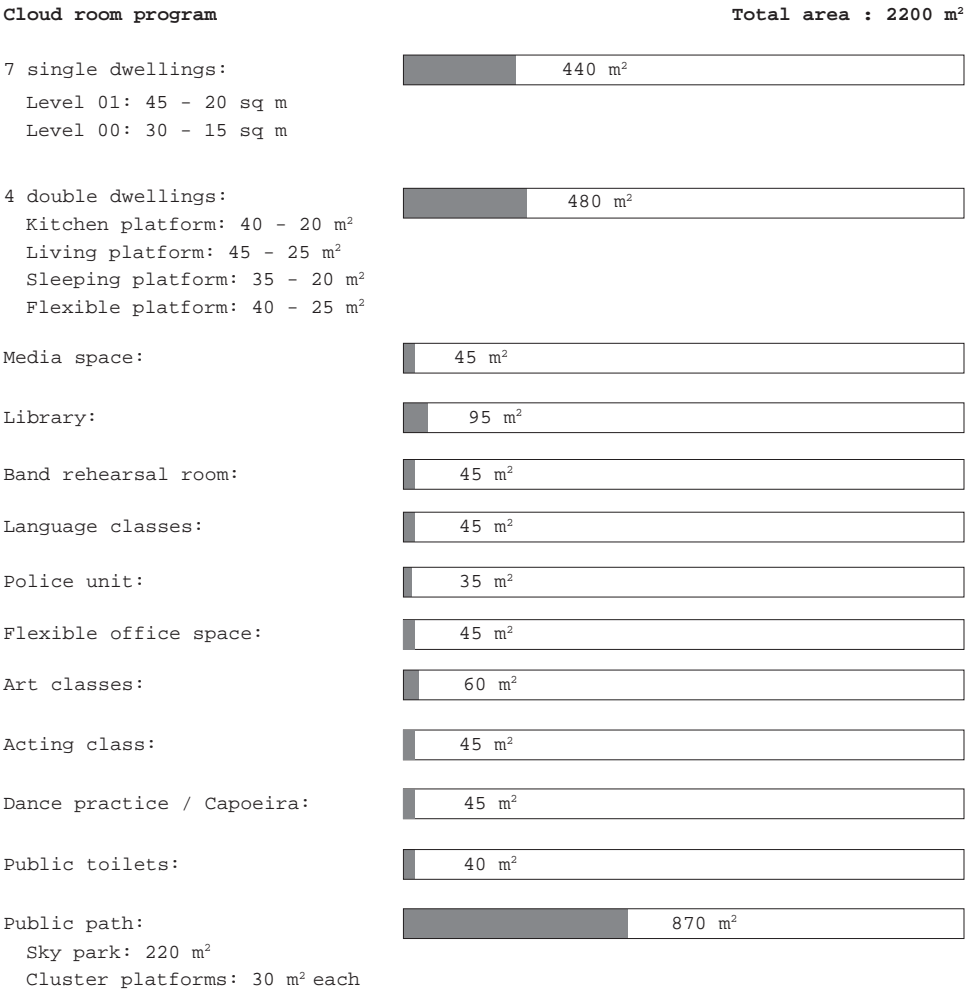 Cloud room program Total area : 2200 m²
7 single dwellings: 440 m²
Level 01: 45 - 20 sq m
Level 00: 30 - 15 sq m
4 double dwellings: 480 m²
Kitchen platform: 40 - 20 m²
Living platform: 45 - 25 m²
Sleeping platform: 35 - 20 m²
Flexible platform: 40 - 25 m²
Media space: 45 m²
Library: 95 m²
Band rehearsal room: 45 m²
Language classes: 45 m²
Police unit: 35 m²
Flexible office space: 45 m²
Art classes: 60 m²
Acting class: 45 m²
Dance practice / Capoeira: 45 m²
Public toilets: 40 m²
Public path: 870 m²
Sky park: 220 m²
Cluster platforms: 30 m² each